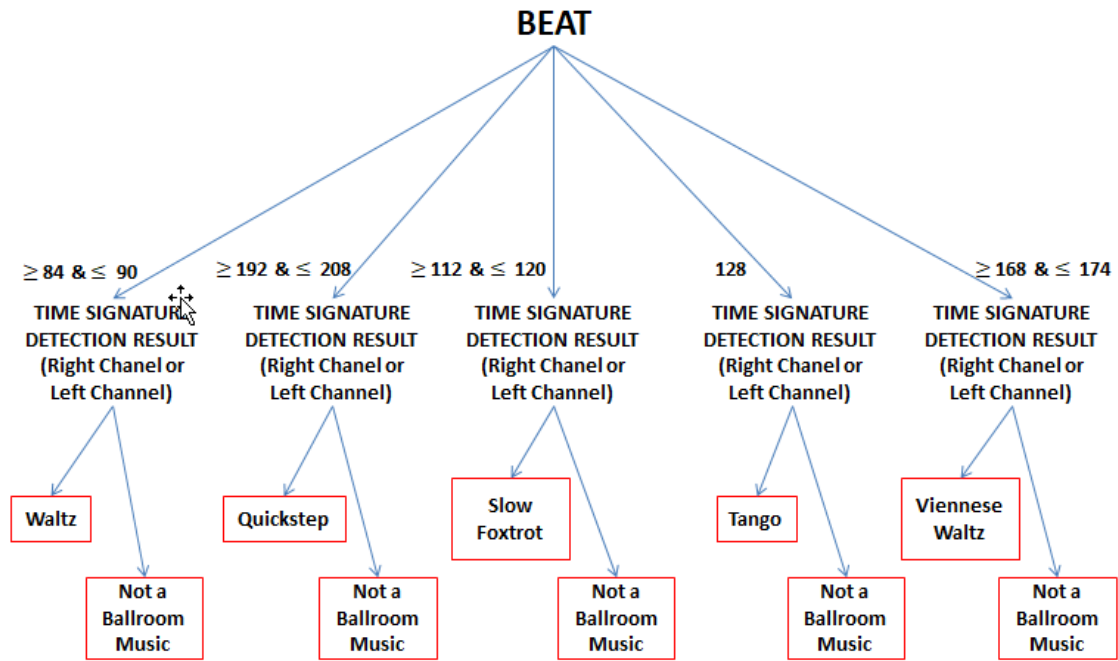 BEAT
≥ 84 & ≤ 90
≥ 192 & ≤ 208
≥ 112 & ≤ 120
128
≥ 168 & ≤ 174
TIME SIGNATURE
DETECTION RESULT
(Right Chanel or
Left Channel)
TIME SIGNATURE
DETECTION RESULT
(Right Chanel or
Left Channel)
TIME SIGNATURE
DETECTION RESULT
(Right Chanel or
Left Channel)
TIME SIGNATURE
DETECTION RESULT
(Right Chanel or
Left Channel)
TIME SIGNATURE
DETECTION RESULT
(Right Chanel or
Left Channel)
Waltz
Quickstep
Slow
Foxtrot
Tango
Viennese
Waltz
Not a
Ballroom
Music
Not a
Ballroom
Music
Not a
Ballroom
Music
Not a
Ballroom
Music
Not a
Ballroom
Music